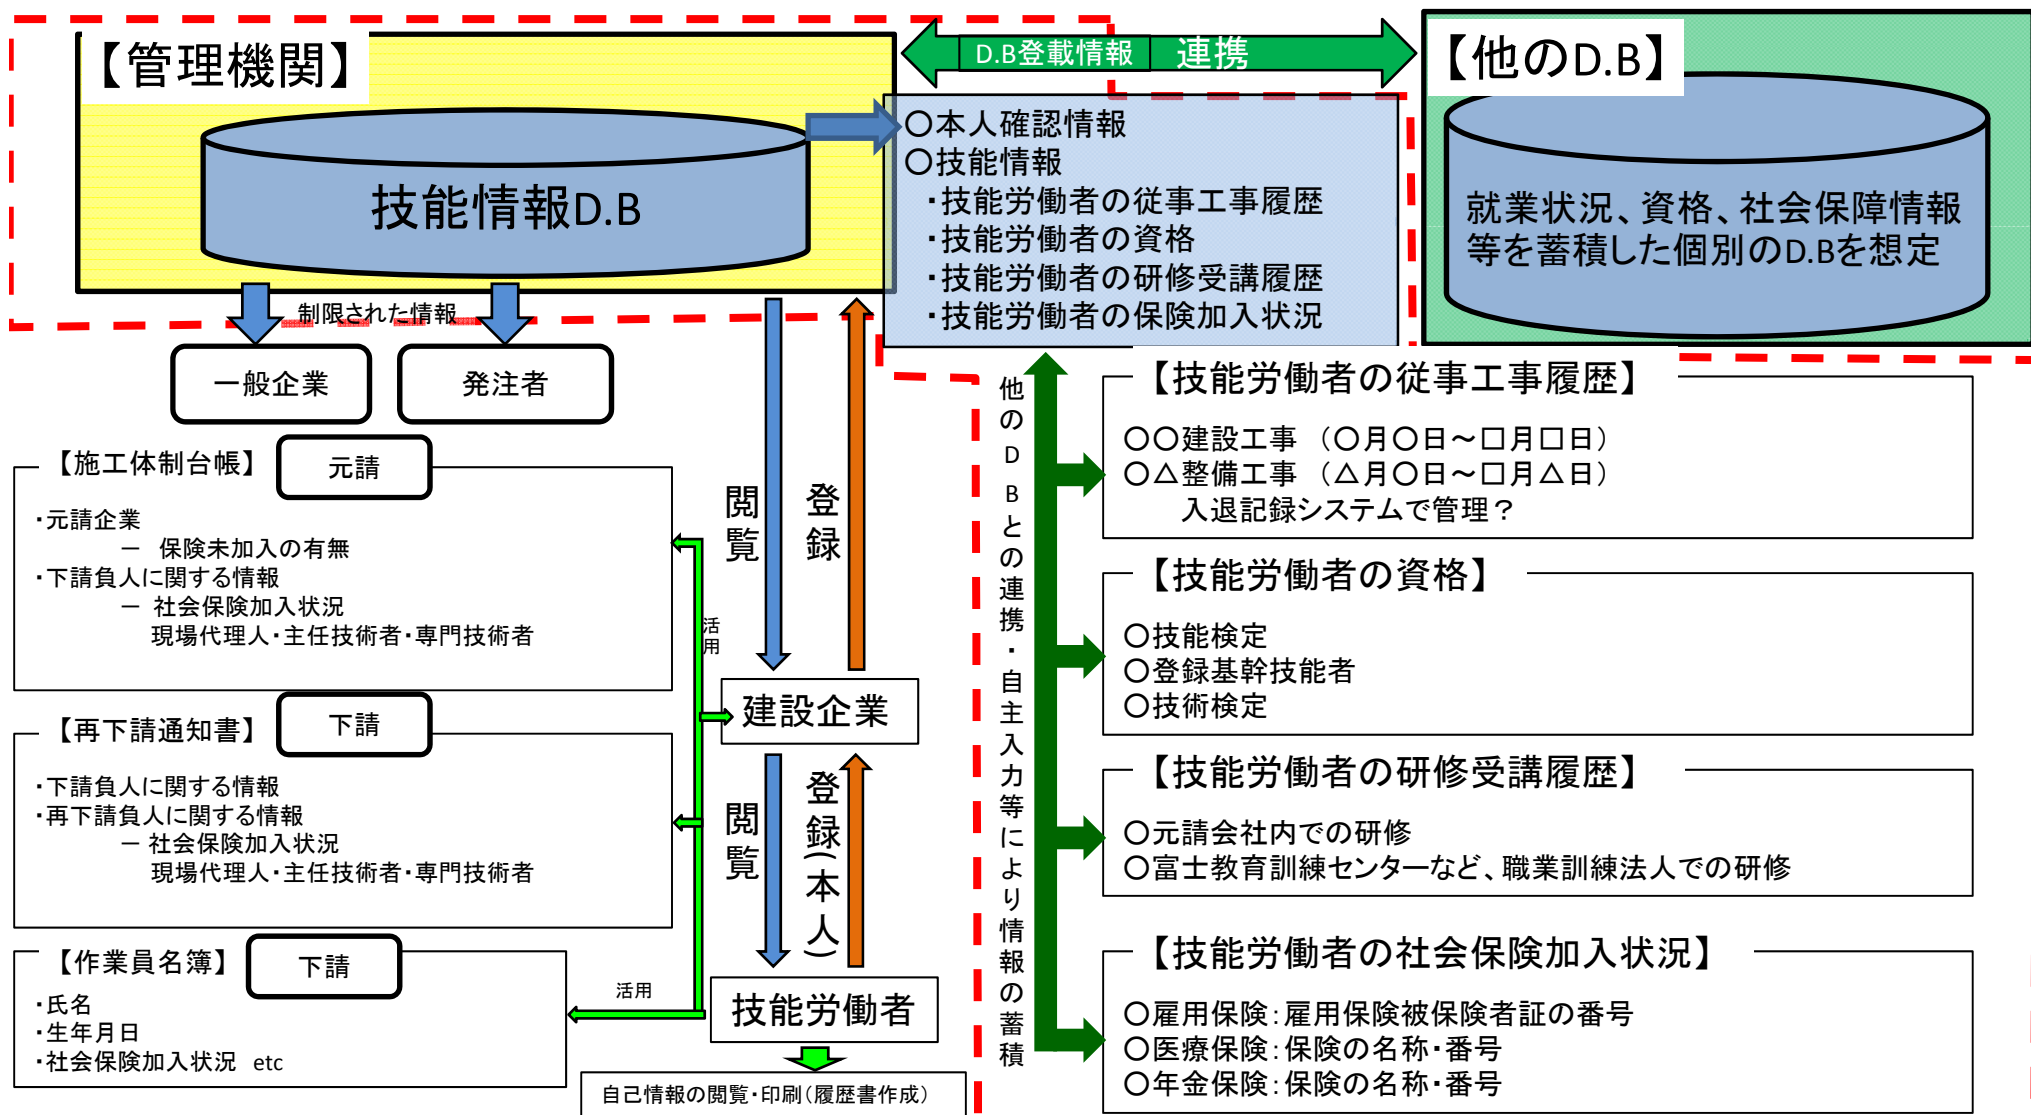 【管理機関】
技能情報D.B
D.B登載情報 連携
【他のD.B】
就業状況、資格、社会保障情報
等を蓄積した個別のD.Bを想定
〇本人確認情報
〇技能情報
・技能労働者の従事工事履歴
・技能労働者の資格
・技能労働者の研修受講履歴
・技能労働者の保険加入状況
制限された情報
一般企業
発注者
【施工体制台帳】
元請
・元請企業
－ 保険未加入の有無
・下請負人に関する情報
－ 社会保険加入状況
現場代理人・主任技術者・専門技術者
【再下請通知書】
下請
・下請負人に関する情報
・再下請負人に関する情報
－ 社会保険加入状況
現場代理人・主任技術者・専門技術者
【作業員名簿】
下請
・氏名
・生年月日
・社会保険加入状況 etc
閲覧
登録
活用
建設企業
閲覧
登録(本人)
活用
技能労働者
自己情報の閲覧・印刷(履歴書作成)
他のDBとの連携・自主入力等により情報の蓄積
【技能労働者の従事工事履歴】
〇〇建設工事 （〇月〇日～□月□日）
〇△整備工事 （△月〇日～□月△日）
入退記録システムで管理？
【技能労働者の資格】
〇技能検定
〇登録基幹技能者
〇技術検定
【技能労働者の研修受講履歴】
〇元請会社内での研修
〇富士教育訓練センターなど、職業訓練法人での研修
【技能労働者の社会保険加入状況】
〇雇用保険：雇用保険被保険者証の番号
〇医療保険：保険の名称・番号
〇年金保険：保険の名称・番号